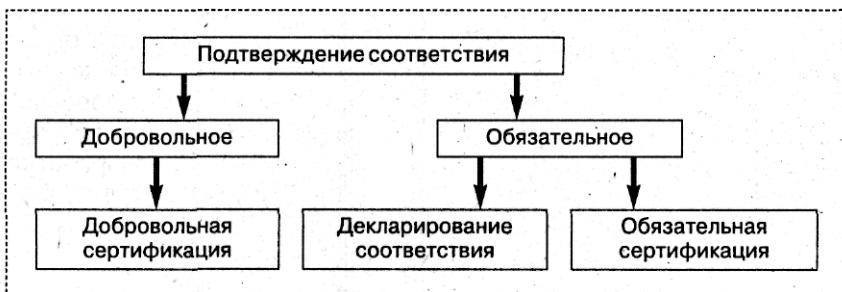 Подтверждение соответствия
Добровольное
Обязательное
Добровольная
сертификация
Декларирование
соответствия
Обязательная
сертификация